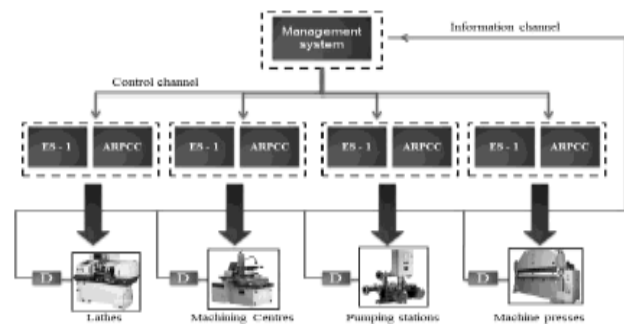 Management
system
Information channel
Control channel
ES - 1 ARPCC ES - 1 ARPCC ES - 1 ARPCC ES - 1 ARPCC
D D D D
Lathes Machining Centres Pumping stations Machine presses